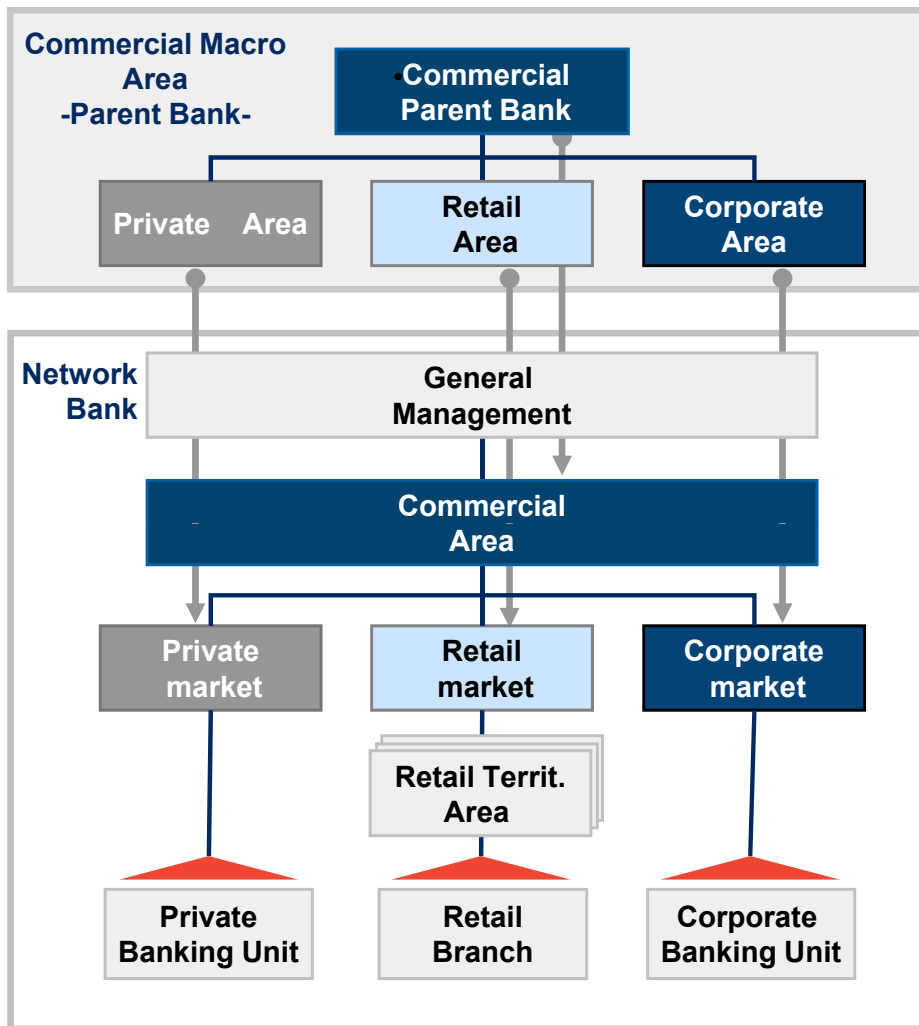 Commercial Macro
Area
-Parent Bank-
•Commercial
Parent Bank
Private Area
Retail
Area
Corporate
Area
Network
Bank
General
Management
Commercial
Area
Private
market
Retail
market
Corporate
market
Retail Territ.
Area
Private
Banking Unit
Retail
Branch
Corporate
Banking Unit